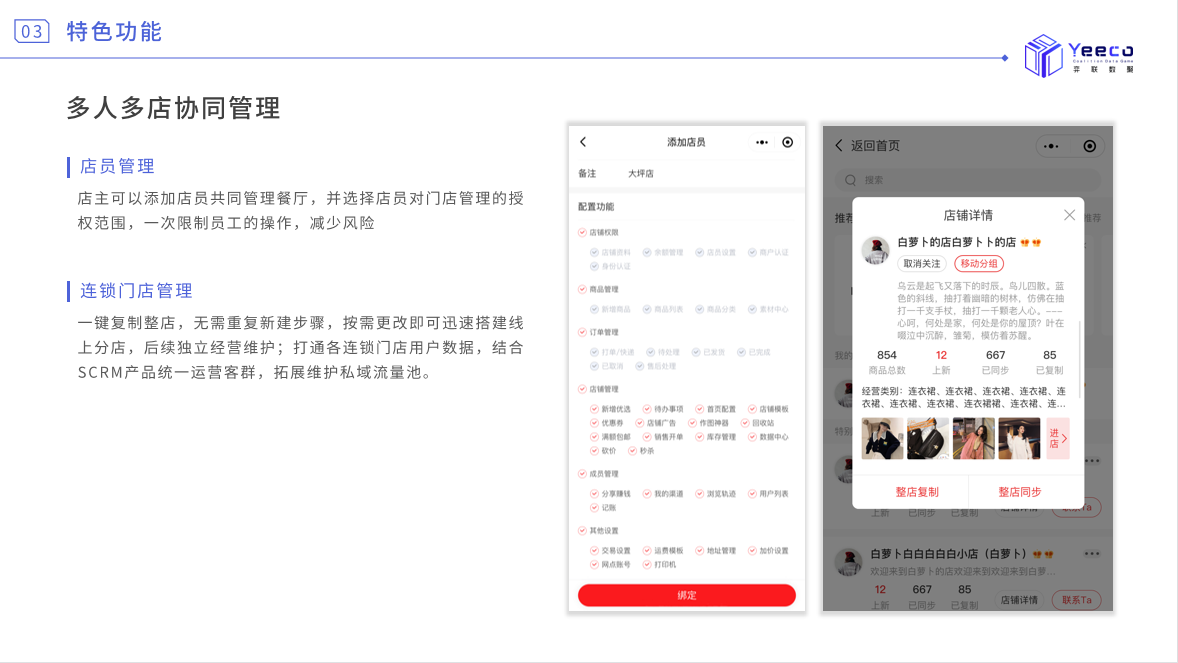 03 特色功能
Yeeco
Coalition Data Game
弈 联 数 聚
多人多店协同管理
店员管理
店主可以添加店员共同管理餐厅，并选择店员对门店管理的授
权范围，一次限制员工的操作，减少风险
连锁门店管理
一键复制整店，无需重复新建步骤，按需更改即可迅速搭建线
上分店，后续独立经营维护；打通各连锁门店用户数据，结合
SCRM产品统一运营客群，拓展维护私域流量池。
添加店员
备注 大坪店
配置功能
店铺权限
店铺资料 余额管理 店员设置 商户认证
身份认证
商品管理
新增商品 商品列表 商品分类 素材中心
订单管理
打单/快递 待处理 已发货 已完成
已取消 售后处理
店铺管理
新增优选 待办事项 首页配置 店铺模板
优惠券 店铺广告 作图神器 回收站
满额包邮 销售开单 库存管理 数据中心
砍价 秒杀
成员管理
分享赚钱 我的渠道 浏览轨迹 用户列表
记账
其他设置
交易设置 运费模板 地址管理 加价设置
网点账号 打印机
绑定
返回首页
搜索
推荐
推荐
店铺详情
白萝卜的店白萝卜卜的店
取消关注 移动分组
乌云是起飞又落下的时辰。鸟儿四散。蓝
色的斜线，抽打着幽暗的树林，仿佛在抽
打一千支手杖，抽打一千颗老人心。---
心呵，何处是家，何处是你的屋顶？叶在
啜泣中沉醉，雏菊，模仿着苏醒。
我的
854 12 667 85
商品总数 上新 已同步 已复制
经营类别：连衣裙、连衣裙、连衣裙、连衣裙、连
衣裙、连衣裙、连衣裙、连衣裙裙、连衣裙、连...
特别
进店
整店复制 整店同步
上新 已同步 已复制 店铺详情 联系Ta
白萝卜白白白白白小店（白萝卜）
欢迎来到白萝卜的店欢迎来到欢迎来到白萝...
12 667 85
上新 已同步 已复制 店铺详情 联系Ta